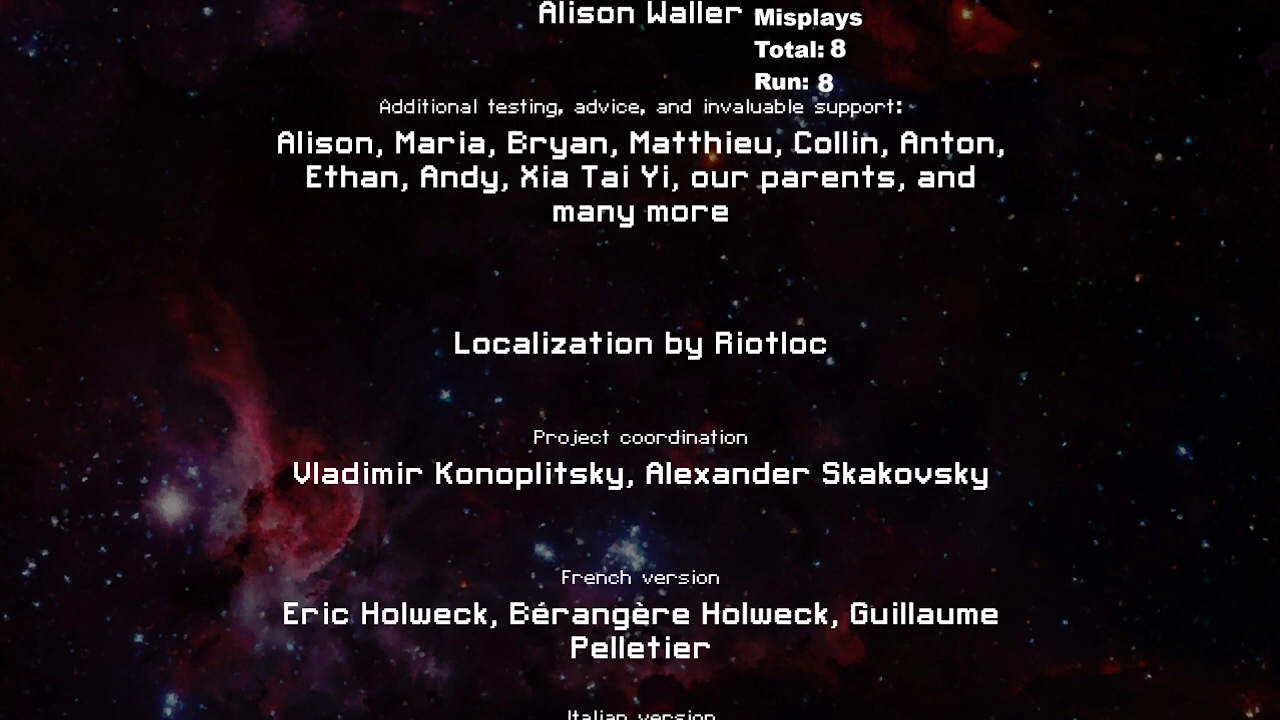 Alison Waller
Misplays
Total: 8
Run: 8
Additional testing, advice, and invaluable support:
Alison, Maria, Bryan, Matthieu, Collin, Anton,
Ethan, Andy, Xia Tai Yi, our parents, and
many more
Localization by Riotloc
Project coordination
Vladimir Konoplitsky, Alexander Skakovsky
French version
Eric Holweck, Bérangère Holweck, Guillaume
Pelletier
Italian version